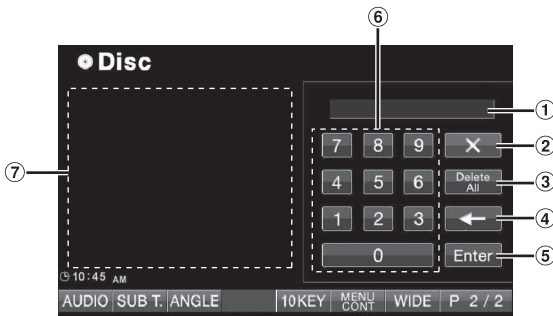 6
Disc
1
7 8 9 X 2
4 5 6 Delete All 3
7
1 2 3 ← 4
0 Enter 5
10:45 AM
AUDIO SUB T. ANGLE 10KEY MENU CONT WIDE P 2 / 2